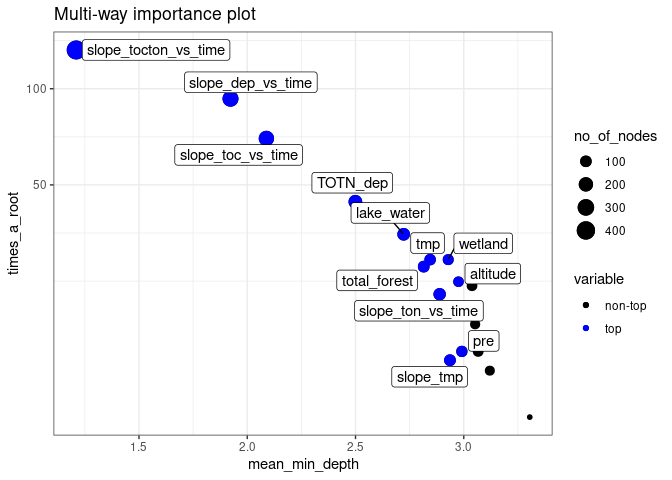 Multi-way importance plot
slope_tocton_vs_time
slope_dep_vs_time
slope_toc_vs_time
TOTN_dep
lake_water
tmp
wetland
total_forest
altitude
slope_ton_vs_time
pre
slope_tmp
100
50
times_a_root
1.5
2.0
2.5
3.0
mean_min_depth
no_of_nodes
100
200
300
400
variable
non-top
top